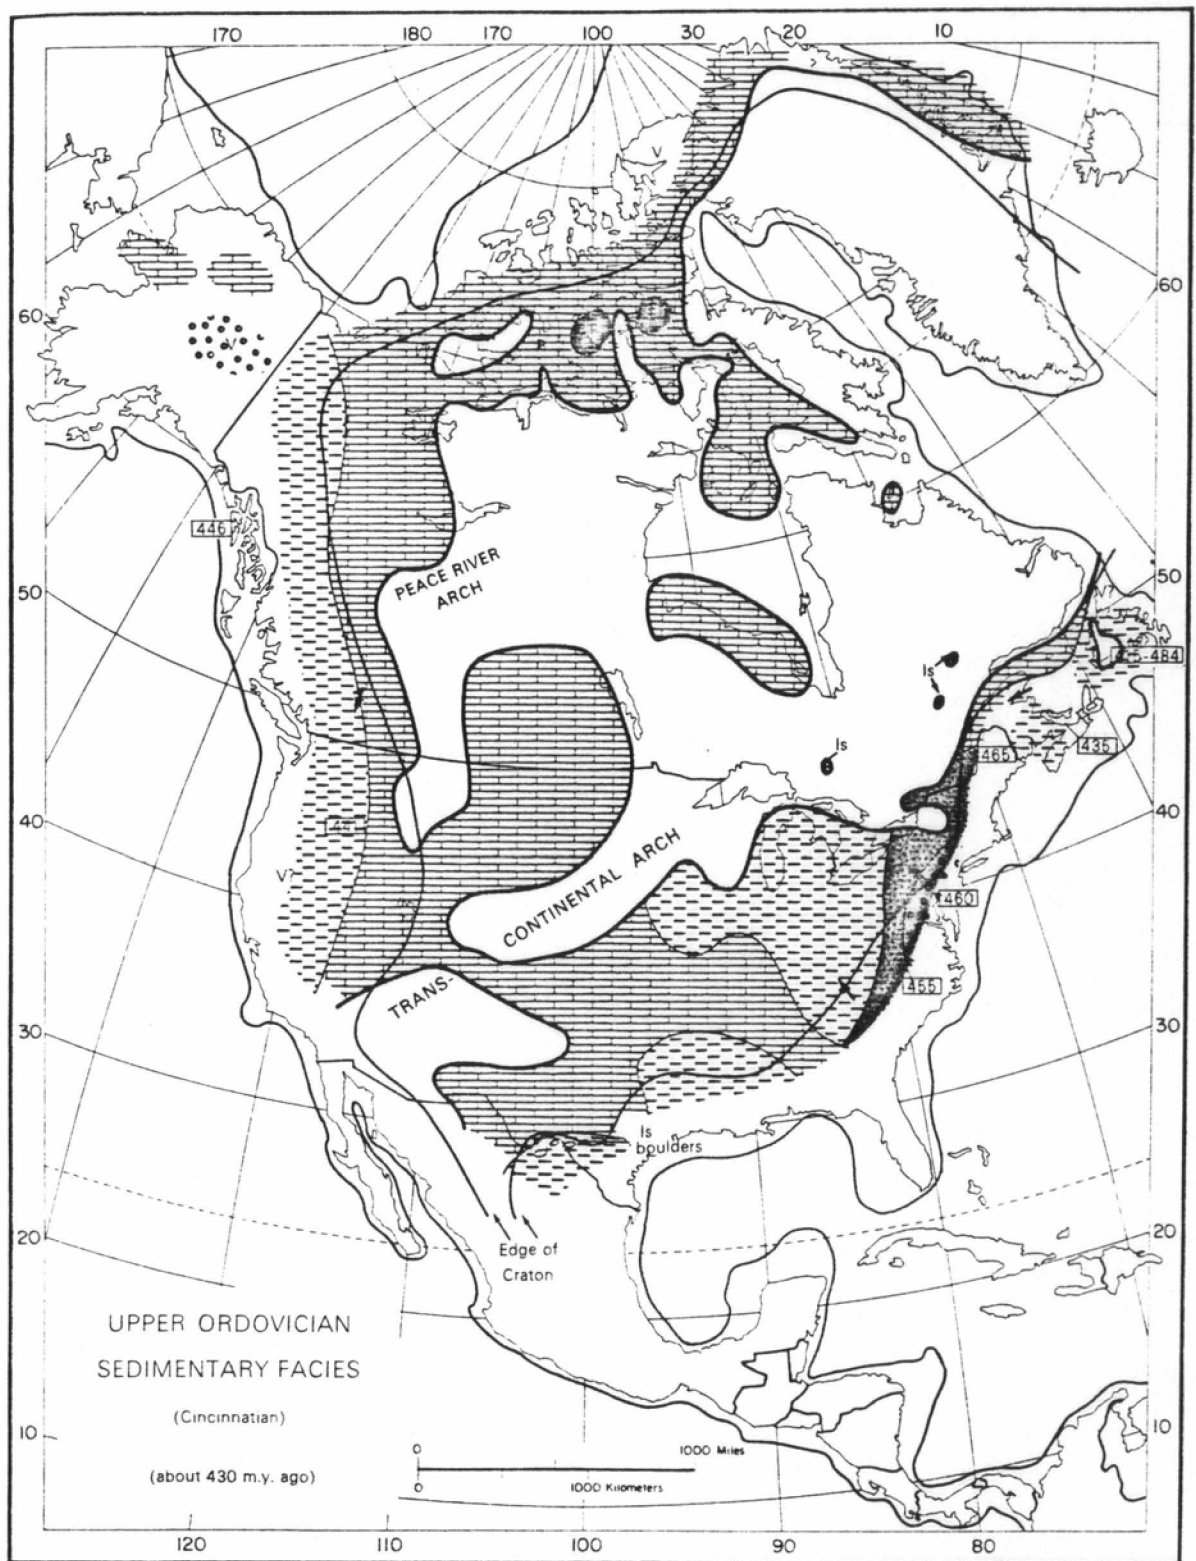 170 180 170 100 30 20 10
V
60 60
V
446
PEACE RIVER
ARCH
50 50
V?
-484
ls
ls
435
465
40 40
V?
CONTINENTAL ARCH
460
TRANS-
455
30 30
ls
boulders
Edge of
Craton
20 20
UPPER ORDOVICIAN
SEDIMENTARY FACIES
(Cincinnatian)
(about 430 m.y. ago)
10 10
0 1000 Miles
0 1000 Kilometers
120 110 100 90 80